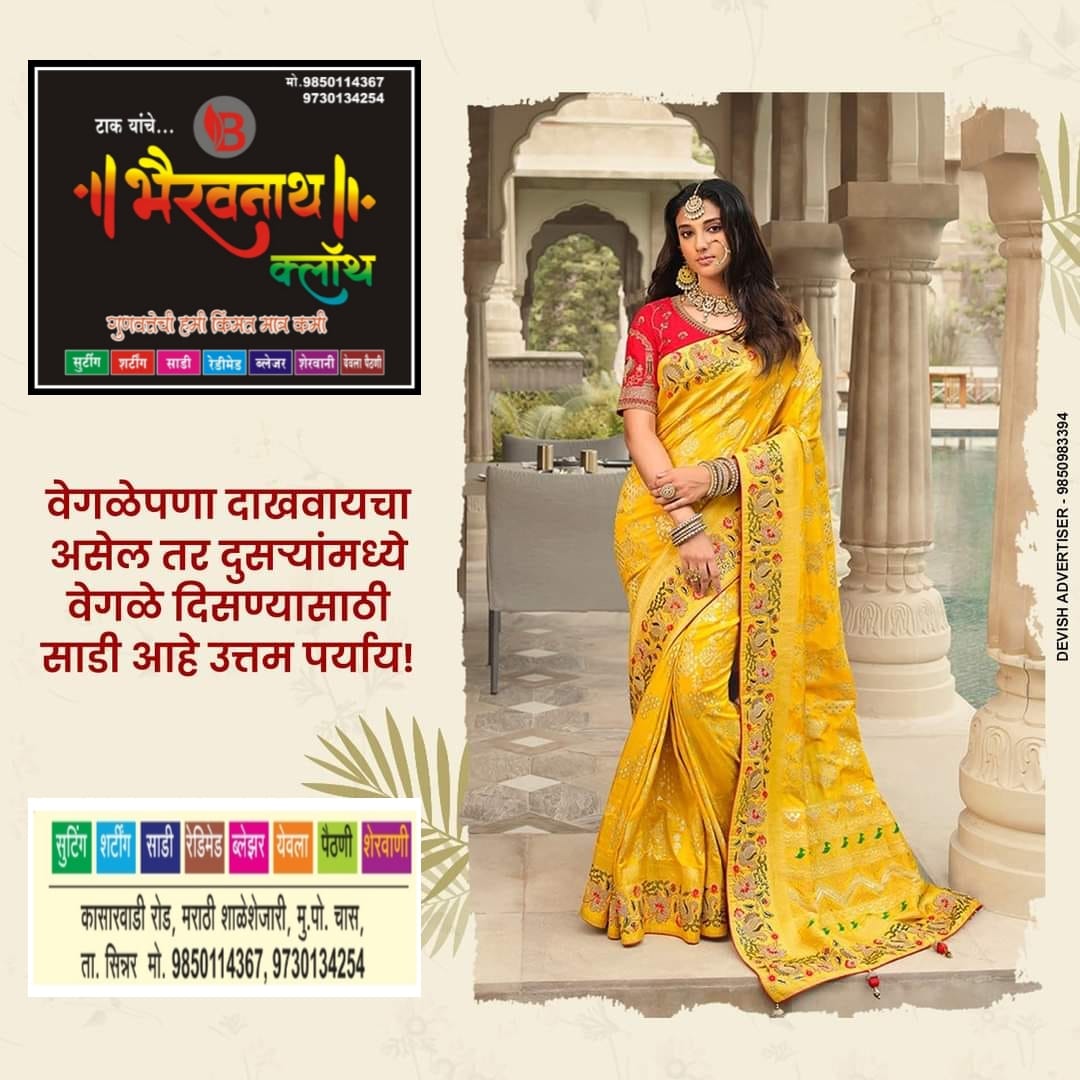 मो.9850114367
9730134254
टाक यांचे...
B
॥भैरवनाथ॥
क्लॉथ
गुणवत्तेची हमी किंमत मात्र कमी
सुटींग शर्टींग साडी रेडीमेड ब्लेजर शेरवानी येवला पैठणी
वेगळेपणा दाखवायचा
असेल तर दुसऱ्यांमध्ये
वेगळे दिसण्यासाठी
साडी आहे उत्तम पर्याय!
सुटिंग शर्टींग साडी रेडिमेड ब्लेझर येवला पैठणी शेरवाणी
कासारवाडी रोड, मराठी शाळेशेजारी, मु.पो. चास,
ता. सिन्नर मो. 9850114367, 9730134254
DEVISH ADVERTISER - 9850983394